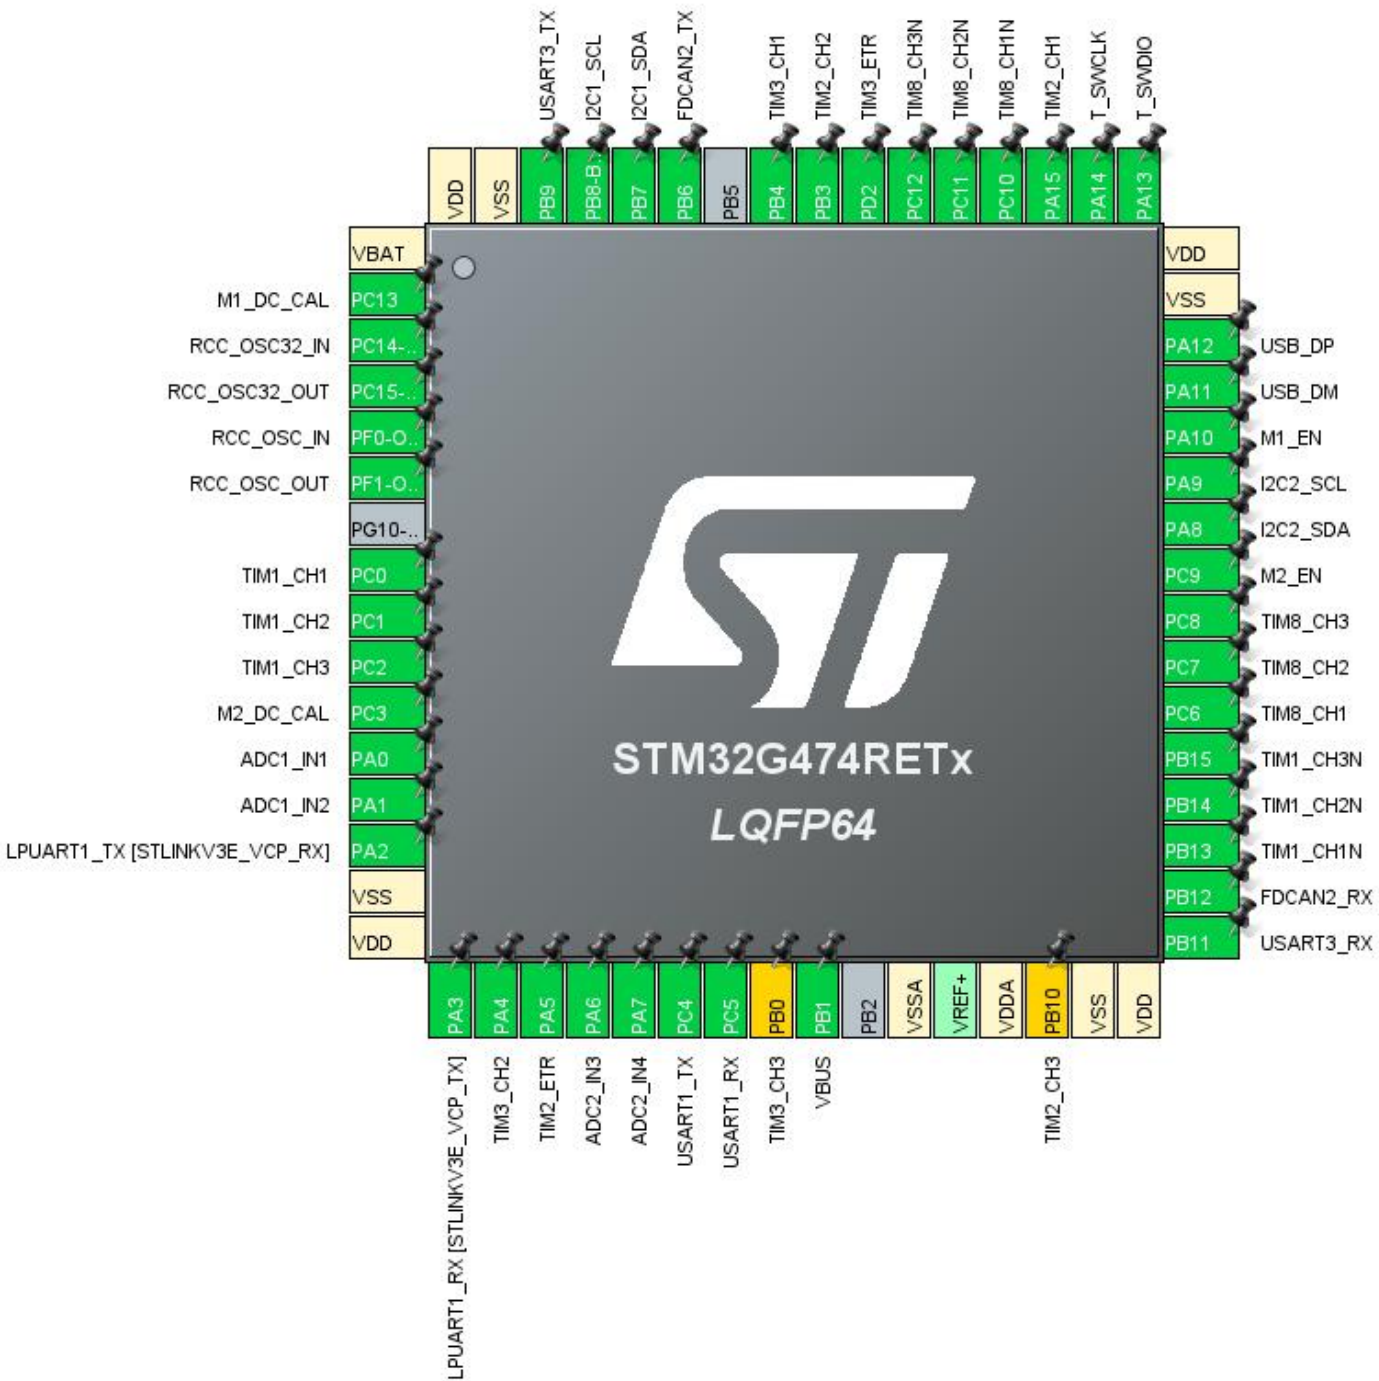 USART3_TX
I2C1_SCL
I2C1_SDA
FDCAN2_TX
TIM3_CH1
TIM2_CH2
TIM3_ETR
TIM8_CH3N
TIM8_CH2N
TIM8_CH1N
TIM2_CH1
T_SWCLK
T_SWDIO
VDD
VSS
PB9
PB8-B..
PB7
PB6
PB5
PB4
PB3
PD2
PC12
PC11
PC10
PA15
PA14
PA13
VBAT
M1_DC_CAL PC13
RCC_OSC32_IN PC14-..
RCC_OSC32_OUT PC15-..
RCC_OSC_IN PF0-O..
RCC_OSC_OUT PF1-O..
PG10-..
TIM1_CH1 PC0
TIM1_CH2 PC1
TIM1_CH3 PC2
M2_DC_CAL PC3
ADC1_IN1 PA0
ADC1_IN2 PA1
LPUART1_TX [STLINKV3E_VCP_RX] PA2
VSS
VDD
ST
STM32G474RETx
LQFP64
VDD
VSS
PA12 USB_DP
PA11 USB_DM
PA10 M1_EN
PA9 I2C2_SCL
PA8 I2C2_SDA
PC9 M2_EN
PC8 TIM8_CH3
PC7 TIM8_CH2
PC6 TIM8_CH1
PB15 TIM1_CH3N
PB14 TIM1_CH2N
PB13 TIM1_CH1N
PB12 FDCAN2_RX
PB11 USART3_RX
PA3
PA4
PA5
PA6
PA7
PC4
PC5
PB0
PB1
PB2
VSSA
VREF+
VDDA
PB10
VSS
VDD
LPUART1_RX [STLINKV3E_VCP_TX]
TIM3_CH2
TIM2_ETR
ADC2_IN3
ADC2_IN4
USART1_TX
USART1_RX
TIM3_CH3
VBUS
TIM2_CH3